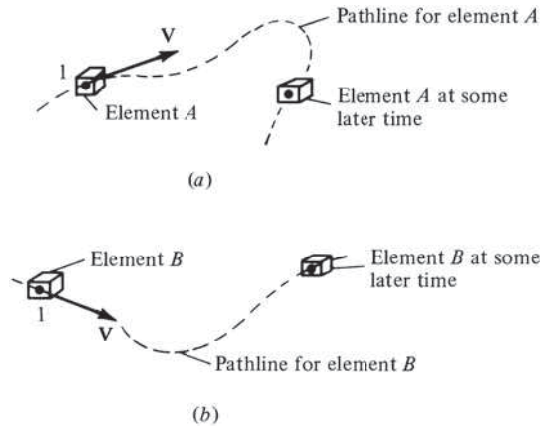 Pathline for element A
V
1
Element A
Element A at some
later time
(a)
Element B
Element B at some
later time
1
V
Pathline for element B
(b)